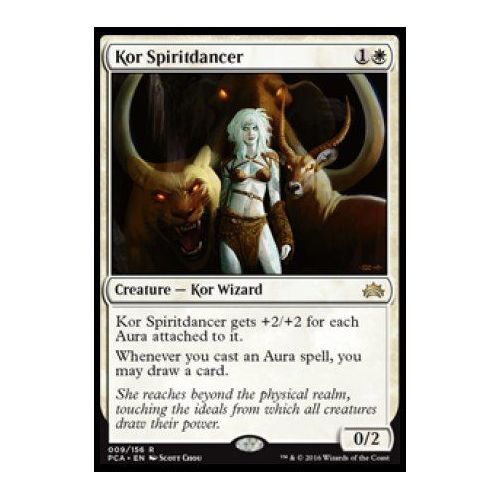 Kor Spiritdancer 1
Creature — Kor Wizard
Kor Spiritdancer gets +2/+2 for each
Aura attached to it.
Whenever you cast an Aura spell, you
may draw a card.
She reaches beyond the physical realm,
touching the ideals from which all creatures
draw their power.
0/2
009/156 R
PCA • EN Scott Chou
™ & © 2016 Wizards of the Coast